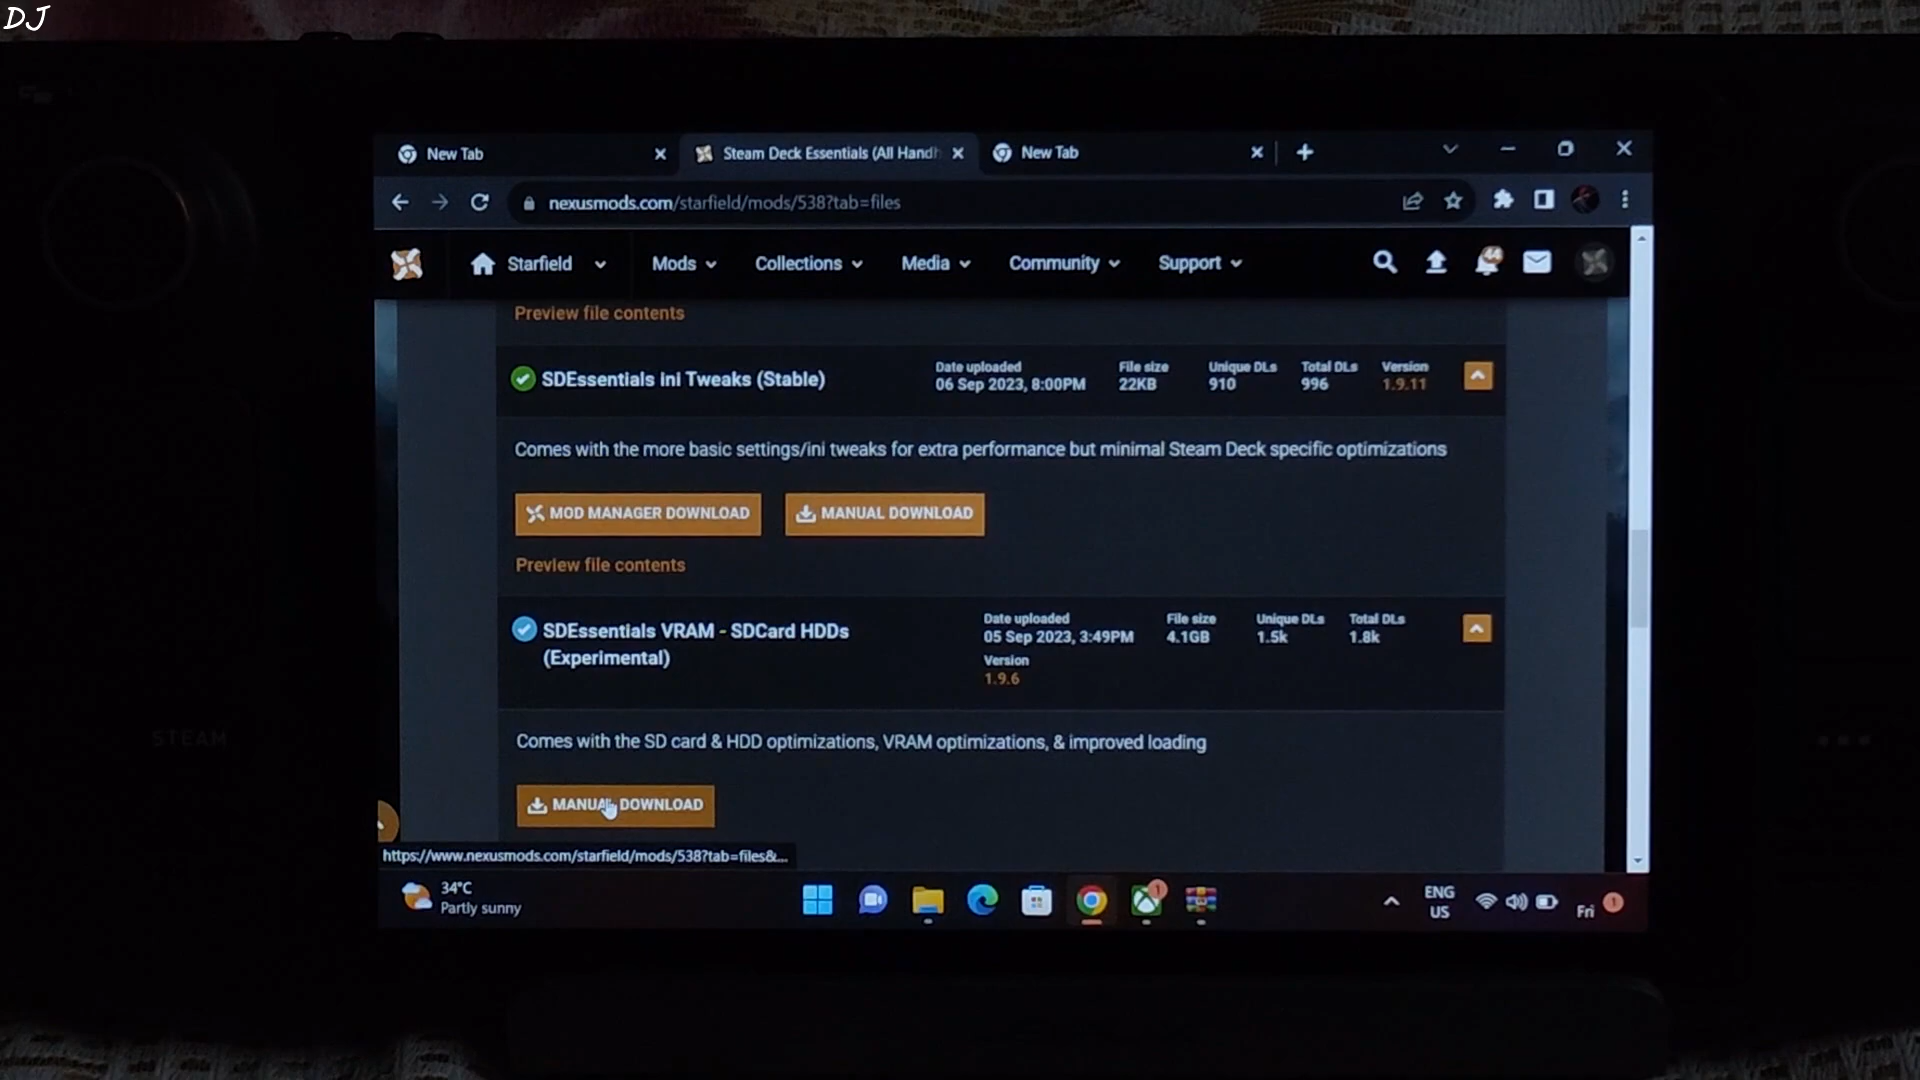 DJ
New Tab
Steam Deck Essentials (All Handh
New Tab
nexusmods.com/starfield/mods/538?tab=files
Starfield
Mods
Collections
Media
Community
Support
44
Preview file contents
SDEssentials ini Tweaks (Stable)
Date uploaded
06 Sep 2023, 8:00PM
File size
22KB
Unique DLs
910
Total DLs
996
Version
1.9.11
Comes with the more basic settings/ini tweaks for extra performance but minimal Steam Deck specific optimizations
MOD MANAGER DOWNLOAD
MANUAL DOWNLOAD
Preview file contents
SDEssentials VRAM - SDCard HDDs
(Experimental)
Date uploaded
05 Sep 2023, 3:49PM
File size
4.1GB
Unique DLs
1.5k
Total DLs
1.8k
Version
1.9.6
Comes with the SD card & HDD optimizations, VRAM optimizations, & improved loading
MANUAL DOWNLOAD
https://www.nexusmods.com/starfield/mods/538?tab=files&...
STEAM
34°C
Partly sunny
1
ENG
US
Fri
1